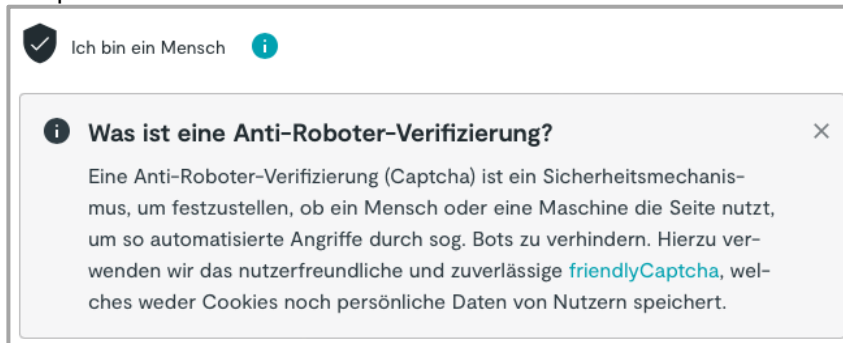 Ich bin ein Mensch
Was ist eine Anti-Roboter-Verifizierung?
Eine Anti-Roboter-Verifizierung (Captcha) ist ein Sicherheitsmechanis-
mus, um festzustellen, ob ein Mensch oder eine Maschine die Seite nutzt,
um so automatisierte Angriffe durch sog. Bots zu verhindern. Hierzu ver-
wenden wir das nutzerfreundliche und zuverlässige friendlyCaptcha, wel-
ches weder Cookies noch persönliche Daten von Nutzern speichert.